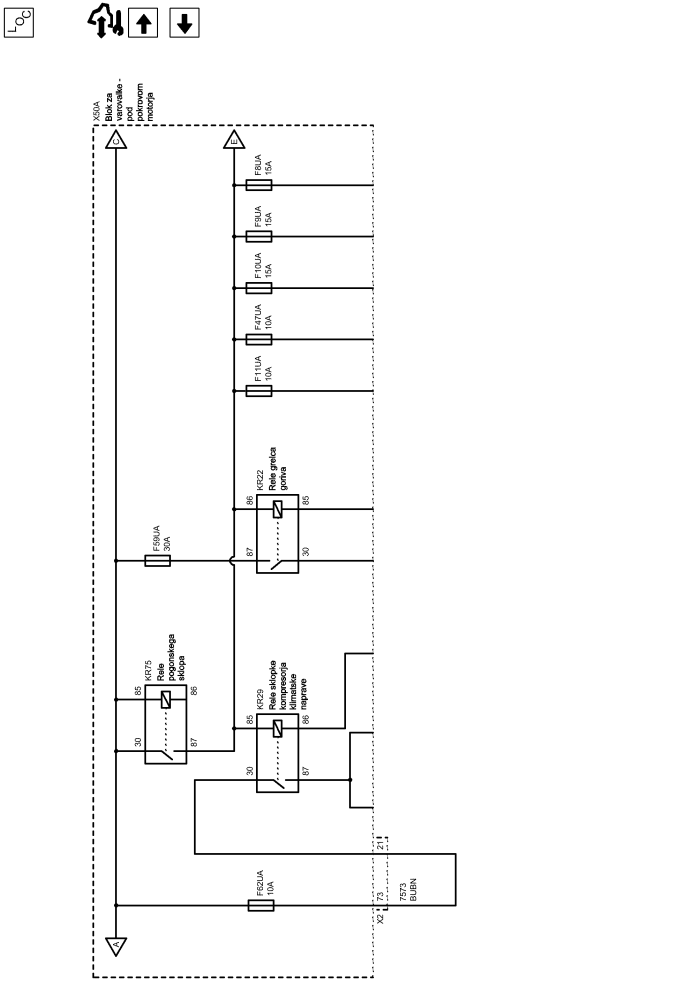 LOC
X50A
Blok za
varovalke -
pod
pokrovom
motorja
C
E
F8UA
15A
F9UA
15A
F10UA
15A
F47UA
10A
F11UA
10A
KR22
Rele grelca
goriva
86
85
87
30
F59UA
30A
KR75
Rele
pogonskega
sklopa
85
86
30
87
KR29
Rele sklopke
kompresorja
klimatske
naprave
85
86
30
87
F62UA
10A
21
73
X2
7573
BUBN
A